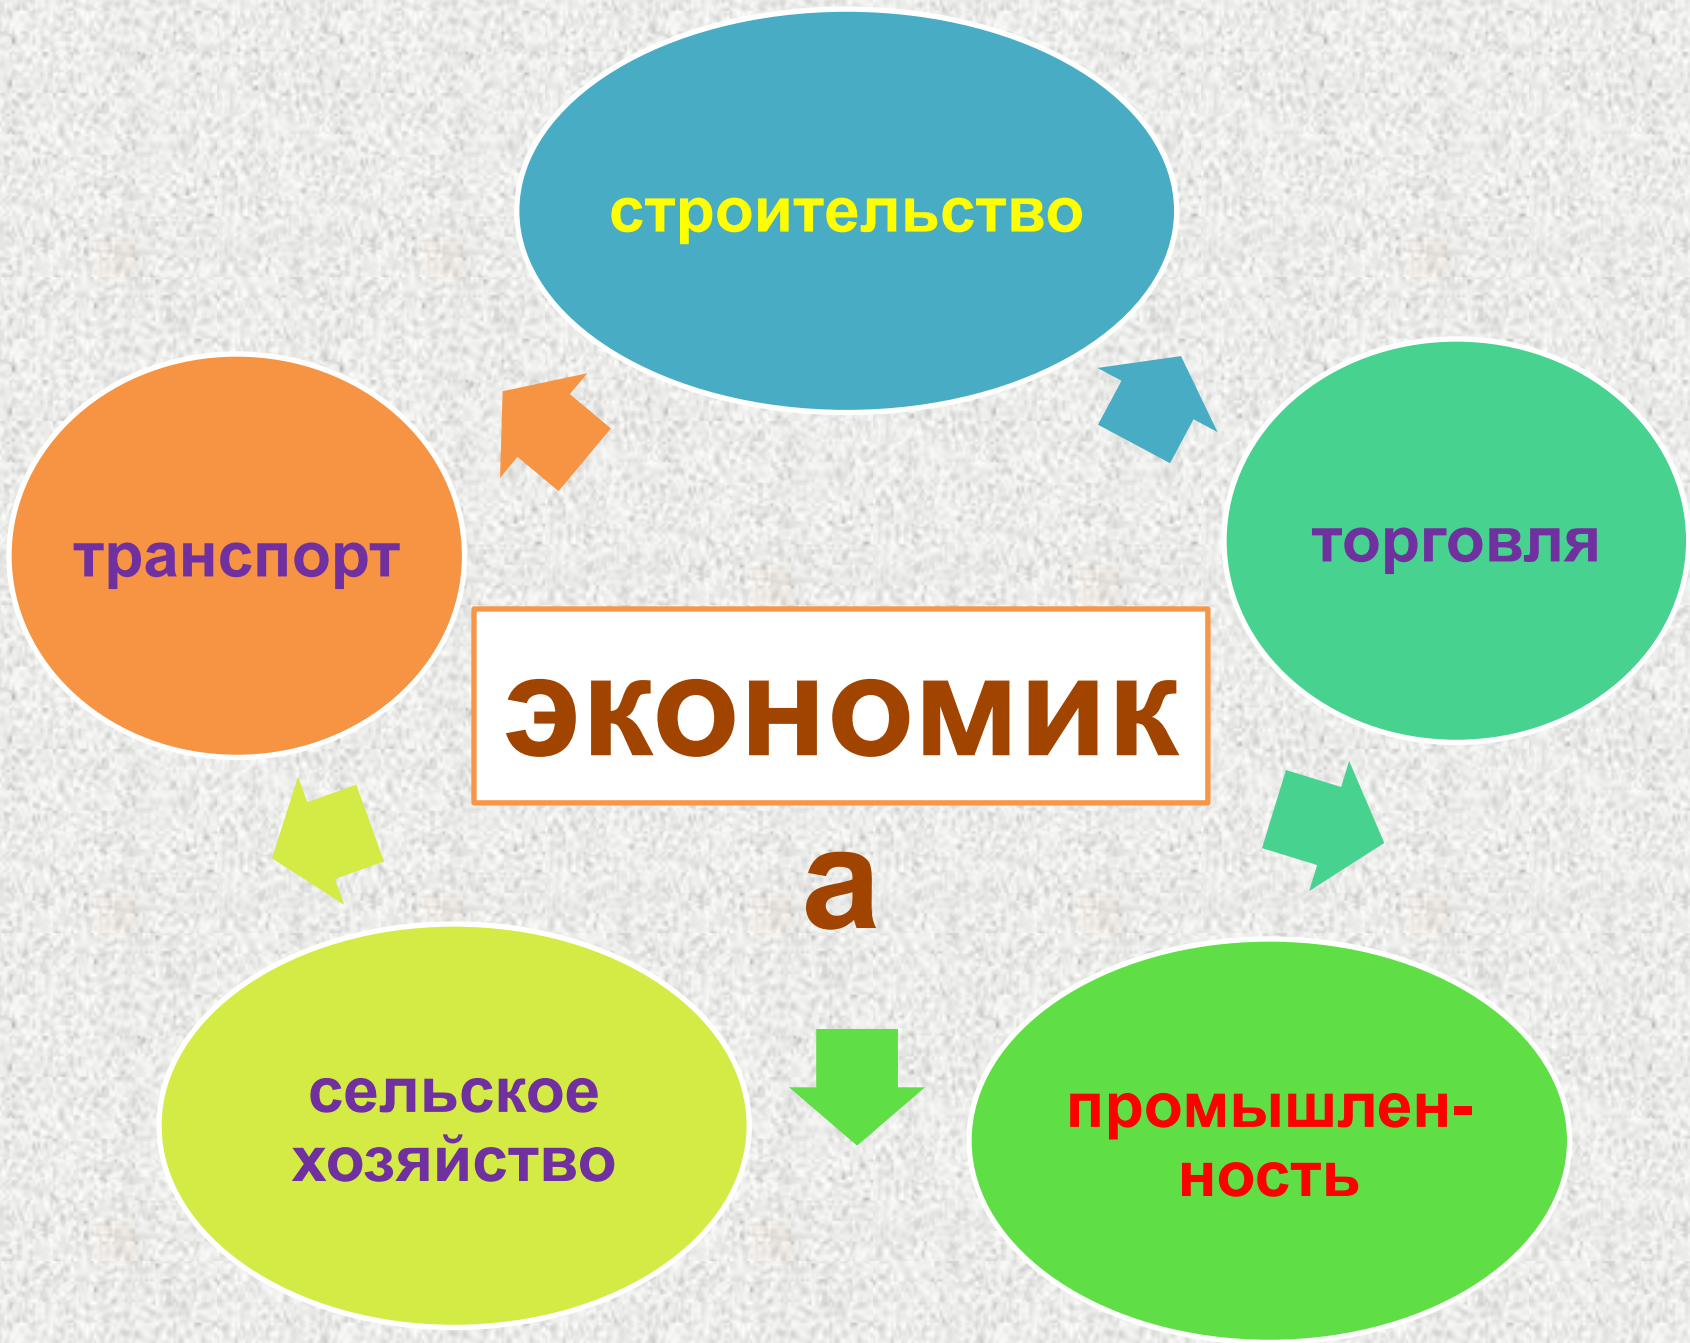 строительство
транспорт
торговля
экономик
а
сельское
хозяйство
промышлен-
ность